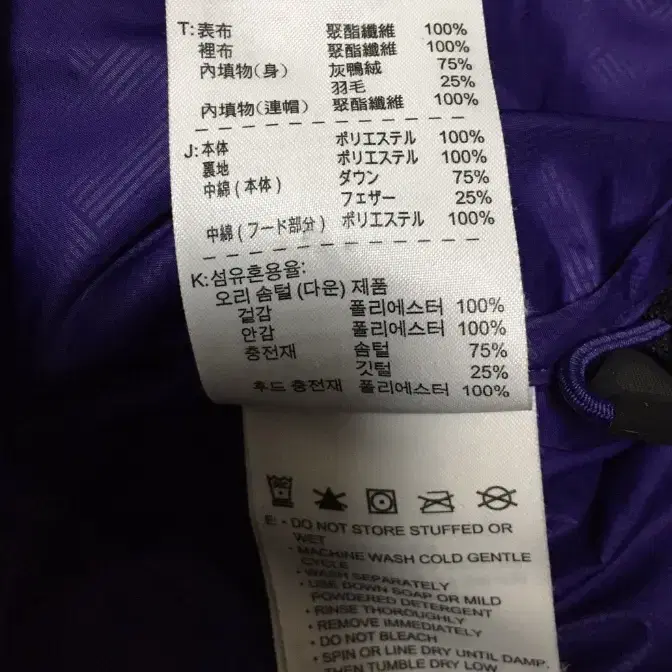 T:表布 聚酯纖維 100%
裡布 聚酯纖維 100%
內填物(身) 灰鴨絨 75%
羽毛 25%
內填物(連帽) 聚酯纖維 100%
J:本体 ポリエステル 100%
裏地 ポリエステル 100%
中綿(本体) ダウン 75%
フェザー 25%
中綿(フード部分) ポリエステル 100%
K:섬유혼용율:
오리 솜털(다운) 제품
겉감 폴리에스터 100%
안감 폴리에스터 100%
충전재 솜털 75%
깃털 25%
후드 충전재 폴리에스터 100%
E: • DO NOT STORE STUFFED OR
WET
• MACHINE WASH COLD GENTLE
CYCLE
• WASH SEPARATELY
• USE DOWN SOAP OR MILD
POWDERED DETERGENT
• RINSE THOROUGHLY
• REMOVE IMMEDIATELY
• DO NOT BLEACH
• SPIN OR LINE DRY UNTIL DAMP,
THEN TUMBLE DRY LOW